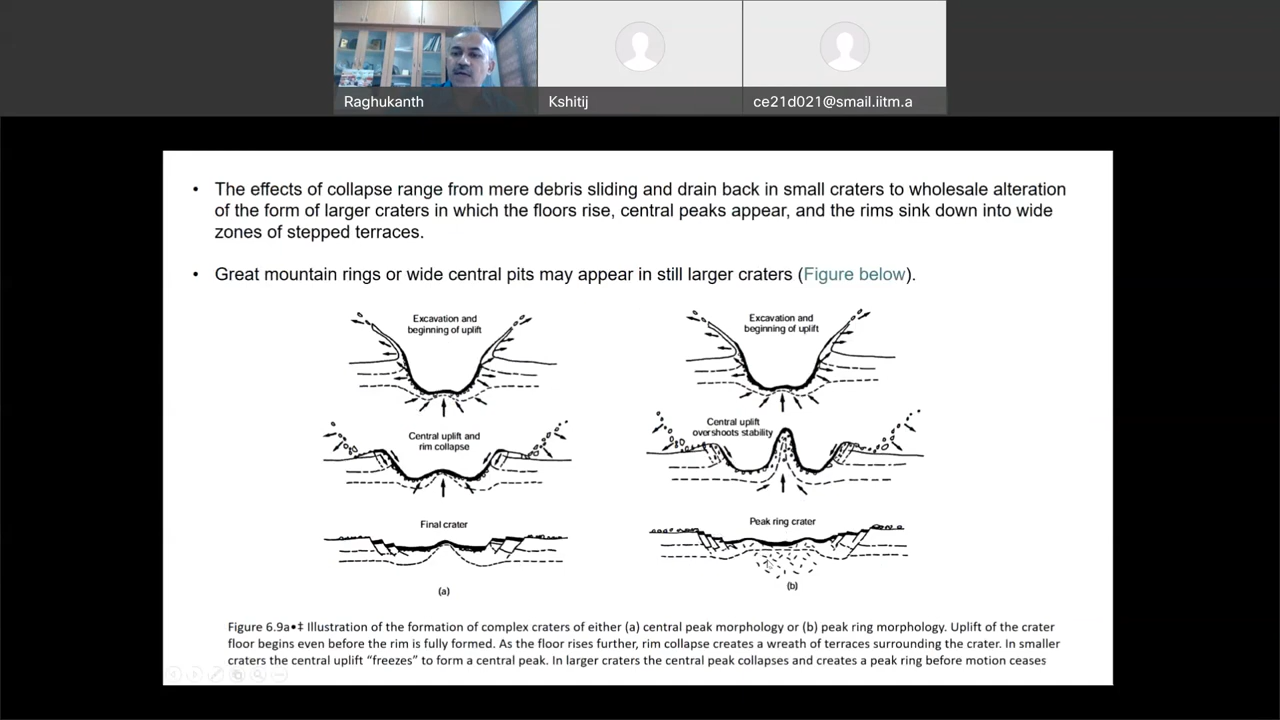 Raghukanth
Kshitij
ce21d021@smail.iitm.a
• The effects of collapse range from mere debris sliding and drain back in small craters to wholesale alteration
of the form of larger craters in which the floors rise, central peaks appear, and the rims sink down into wide
zones of stepped terraces.
• Great mountain rings or wide central pits may appear in still larger craters (Figure below).
Excavation and
beginning of uplift
Excavation and
beginning of uplift
Central uplift and
rim collapse
Central uplift
overshoots stability
Final crater
Peak ring crater
(a)
(b)
Figure 6.9a•‡ Illustration of the formation of complex craters of either (a) central peak morphology or (b) peak ring morphology. Uplift of the crater
floor begins even before the rim is fully formed. As the floor rises further, rim collapse creates a wreath of terraces surrounding the crater. In smaller
craters the central uplift “freezes” to form a central peak. In larger craters the central peak collapses and creates a peak ring before motion ceases